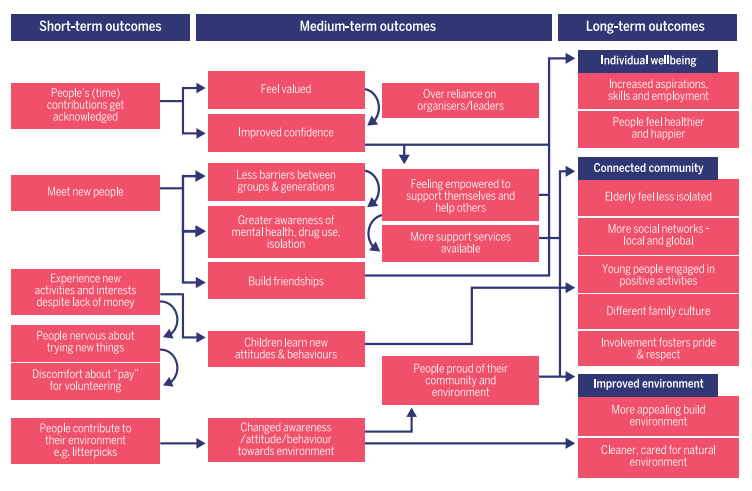 Short-term outcomes
Medium-term outcomes
Long-term outcomes
People's (time)
contributions get
acknowledged
Meet new people
Experience new
activities and interests
despite lack of money
People nervous about
trying new things
Discomfort about "pay"
for volunteering
People contribute to
their environment
e.g. litterpicks
Feel valued
Improved confidence
Less barriers between
groups & generations
Greater awareness of
mental health, drug use,
isolation
Build friendships
Children learn new
attitudes & behaviours
Changed awareness
/attitude/behaviour
towards environment
Over reliance on
organisers/leaders
Feeling empowered to
support themselves and
help others
More support services
available
People proud of their
community and
environment
Individual wellbeing
Increased aspirations,
skills and employment
People feel healthier
and happier
Connected community
Elderly feel less isolated
More social networks -
local and global
Young people engaged in
positive activities
Different family culture
Involvement fosters pride
& respect
Improved environment
More appealing build
environment
Cleaner, cared for natural
environment